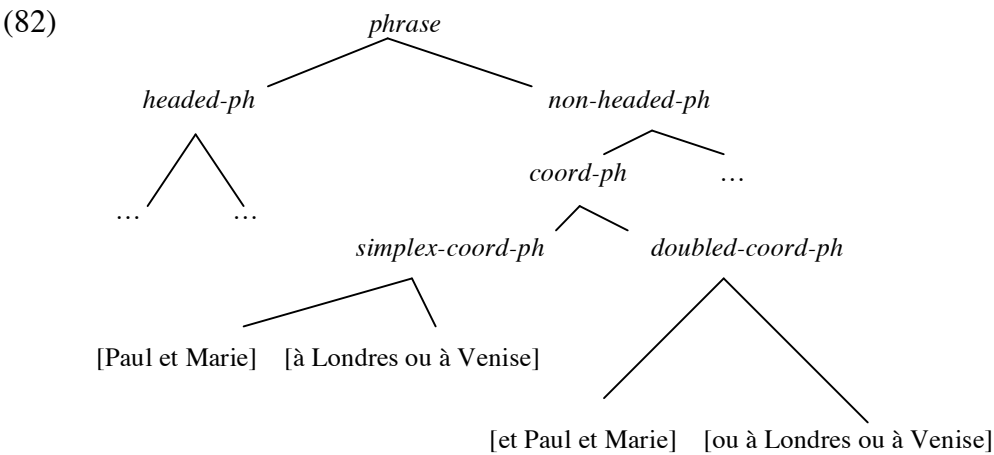 (82) phrase
headed-ph non-headed-ph
coord-ph …
… …
simplex-coord-ph doubled-coord-ph
[Paul et Marie] [à Londres ou à Venise]
[et Paul et Marie] [ou à Londres ou à Venise]